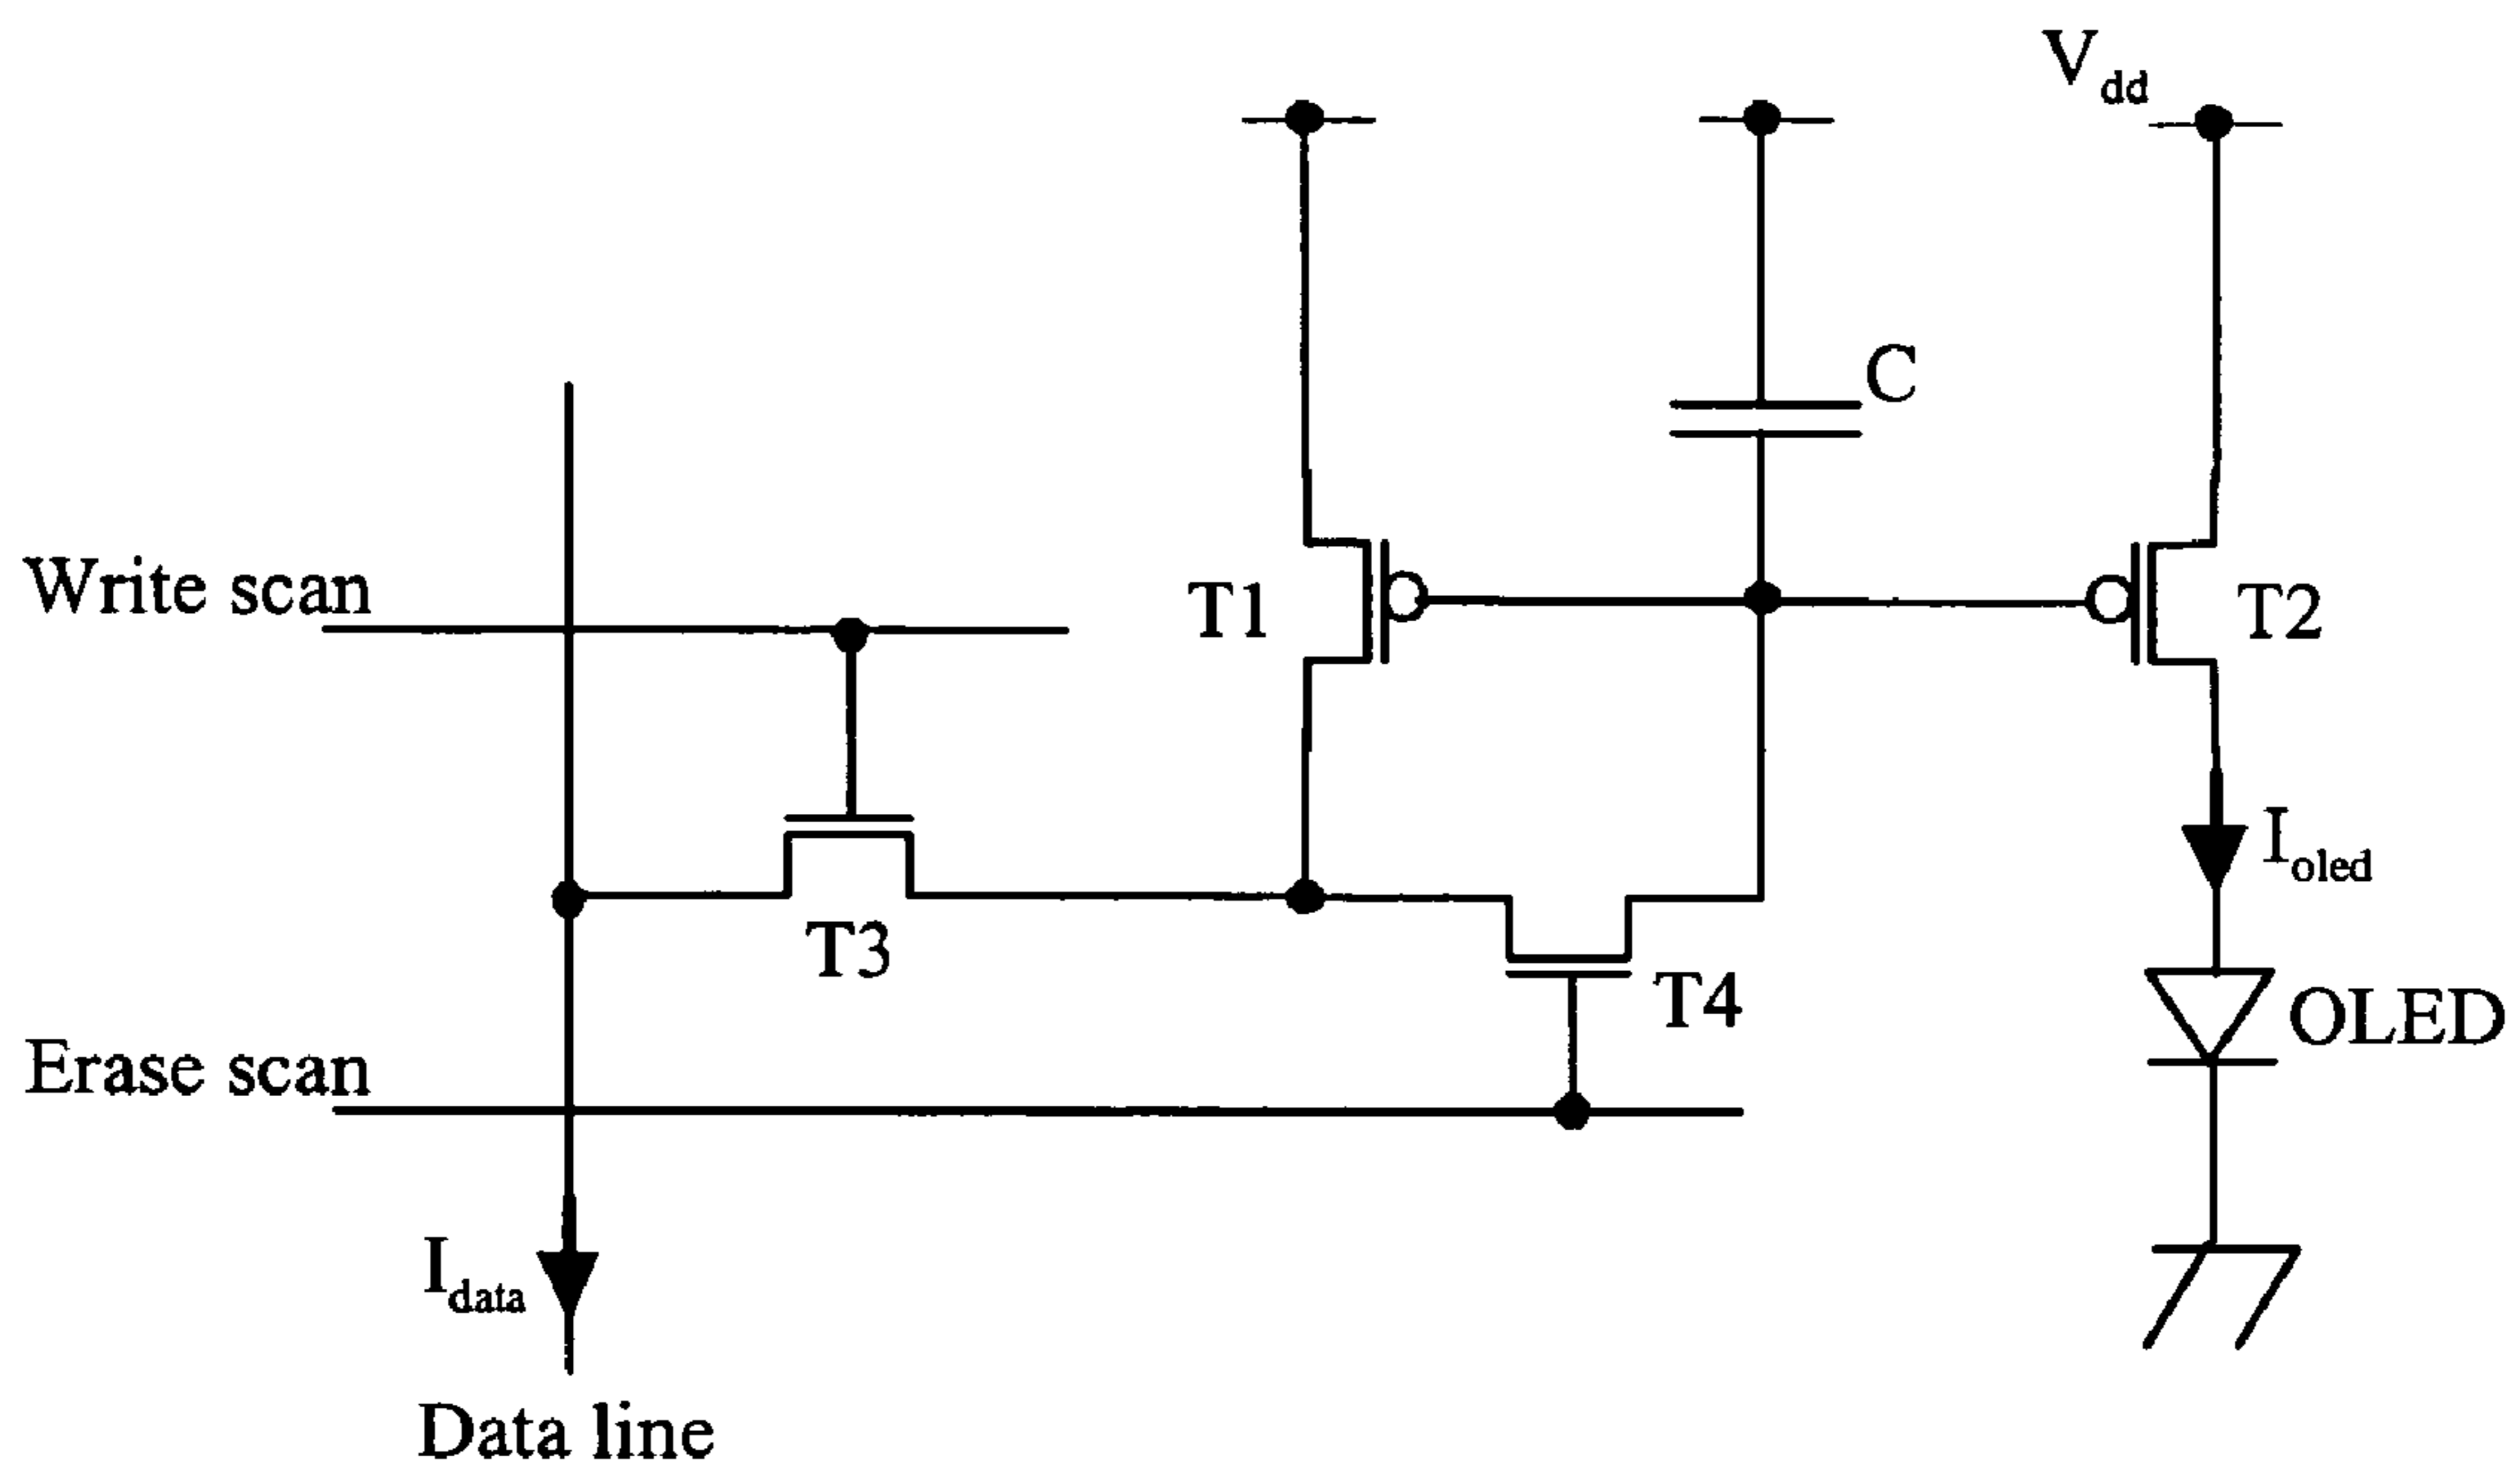 Vdd
C
Write scan
T1
T2
Ioled
T3
T4
OLED
Erase scan
Idata
Data line